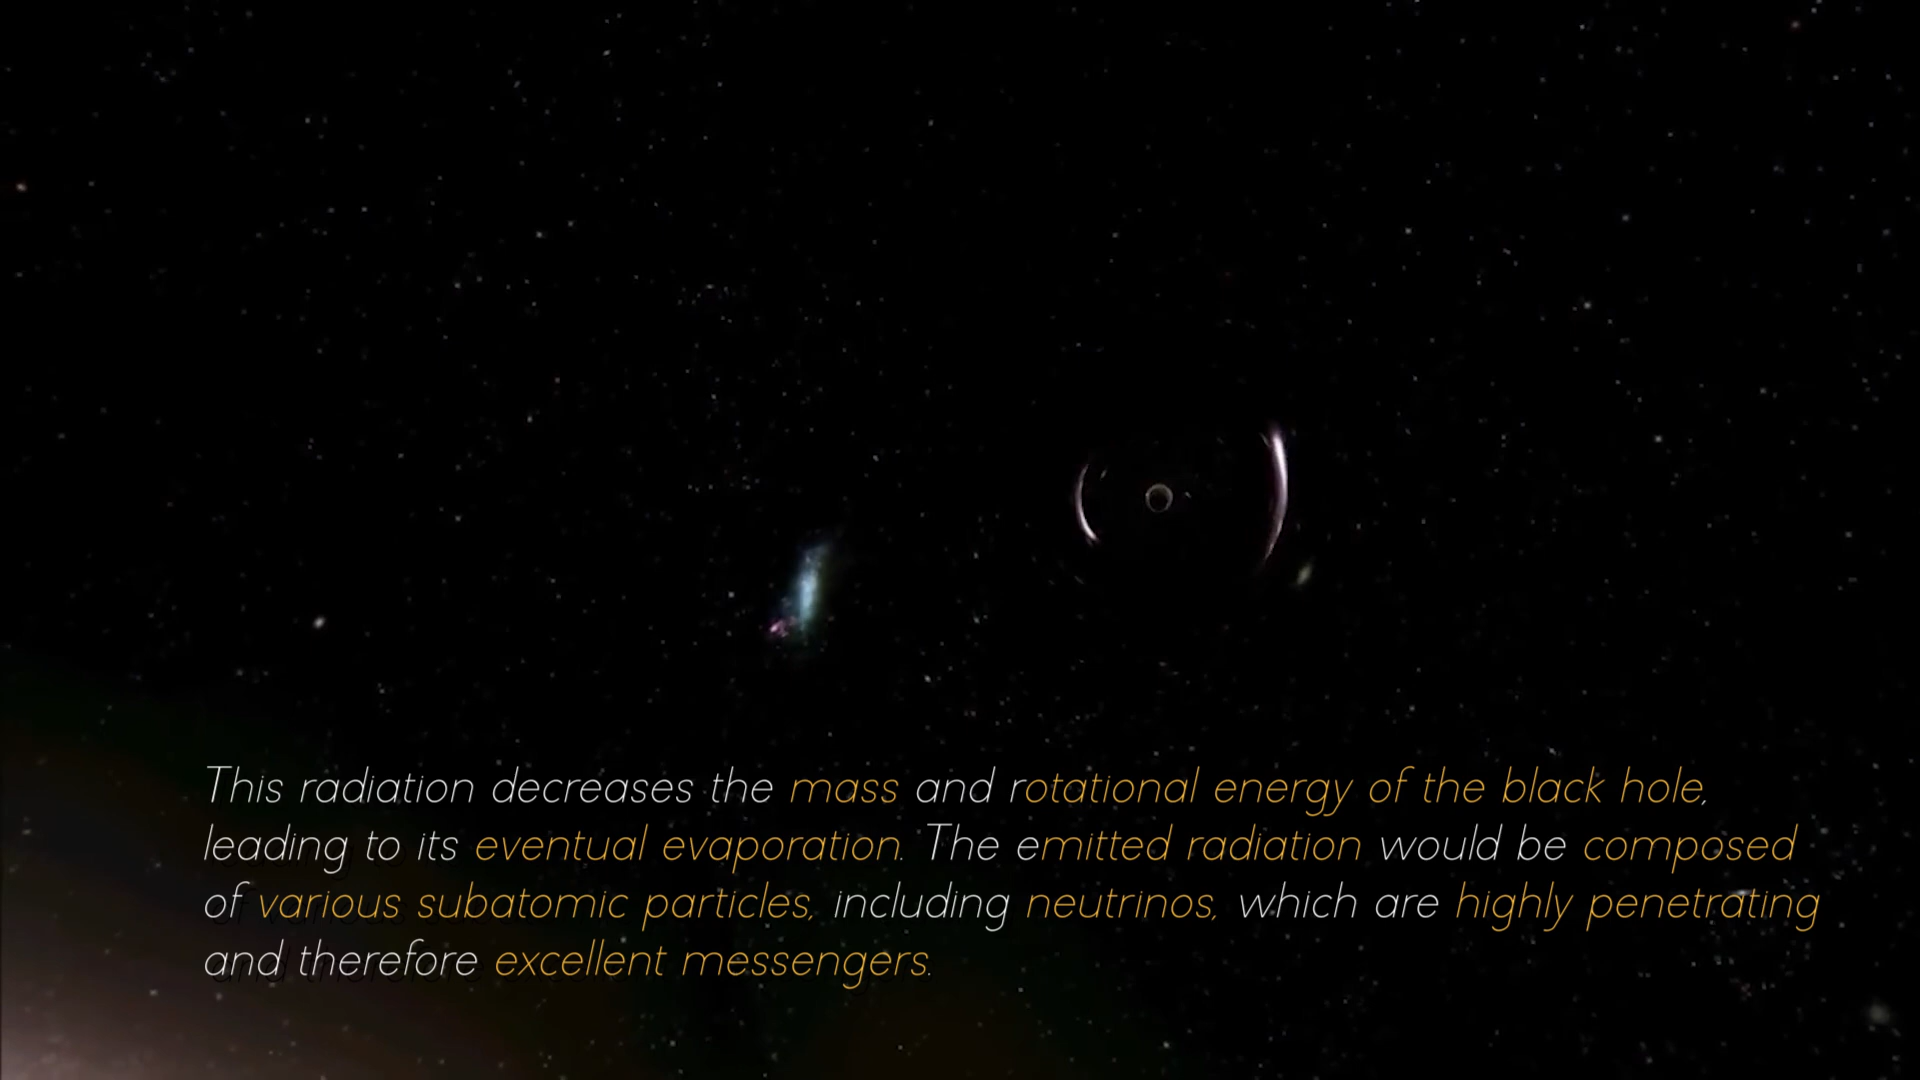 This radiation decreases the mass and rotational energy of the black hole,
leading to its eventual evaporation. The emitted radiation would be composed
of various subatomic particles, including neutrinos, which are highly penetrating
and therefore excellent messengers.